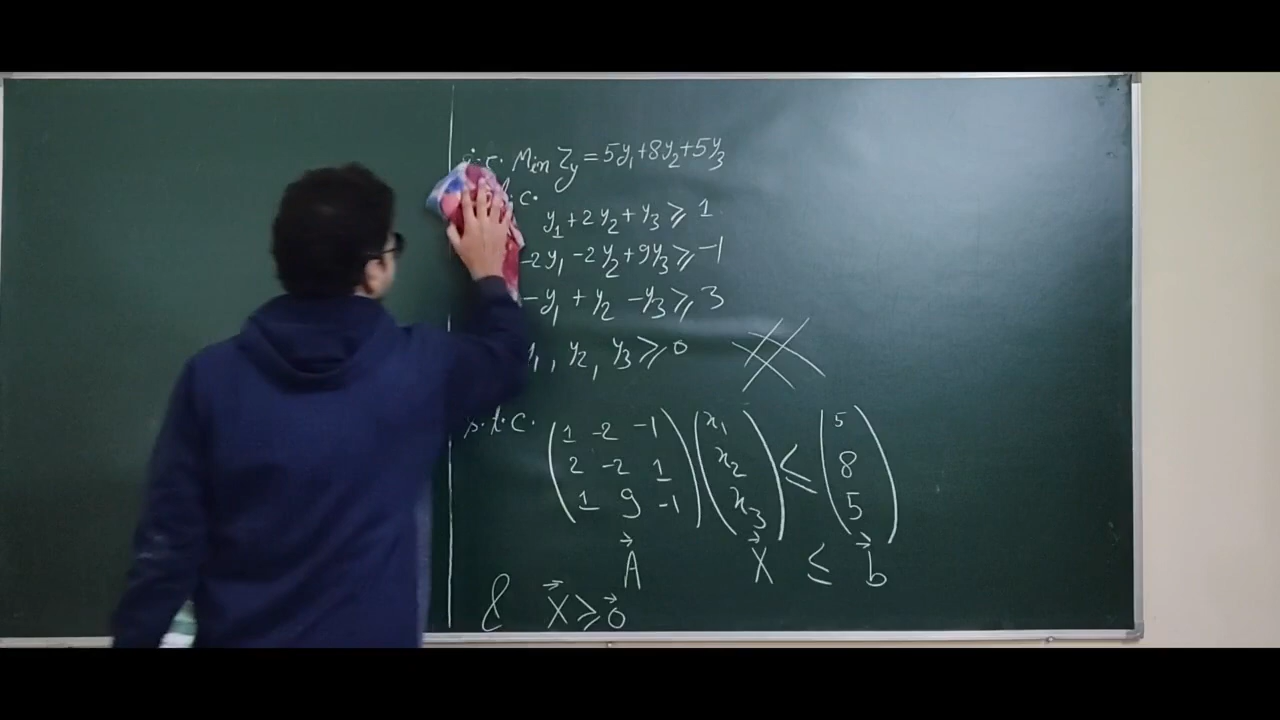 Min Zy = 5y₁ + 8y₂ + 5y₃
c.
y₁ + 2y₂ + y₃ ⩾ 1
-2y₁ - 2y₂ + 9y₃ ⩾ -1
-y₁ + y₂ - y₃ ⩾ 3
y₁, y₂, y₃ ⩾ 0
s.t.c. (1 -2 -1) (x₁) ≤ (5)
(2 -2 1) (x₂) (8)
(1 9 -1) (x₃) (5)
A⃗ X⃗ ≤ b⃗
& X⃗ ⩾ 0⃗